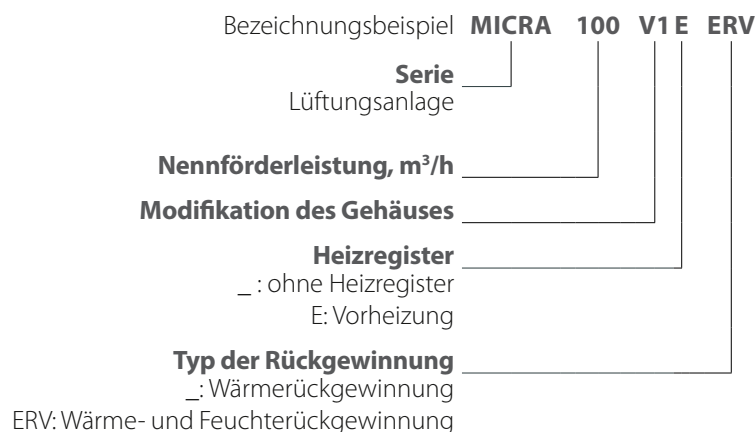 Bezeichnungsbeispiel MICRA 100 V1 E ERV
Serie
Lüftungsanlage
Nennförderleistung, m³/h
Modifikation des Gehäuses
Heizregister
_ : ohne Heizregister
E: Vorheizung
Typ der Rückgewinnung
_: Wärmerückgewinnung
ERV: Wärme- und Feuchterückgewinnung